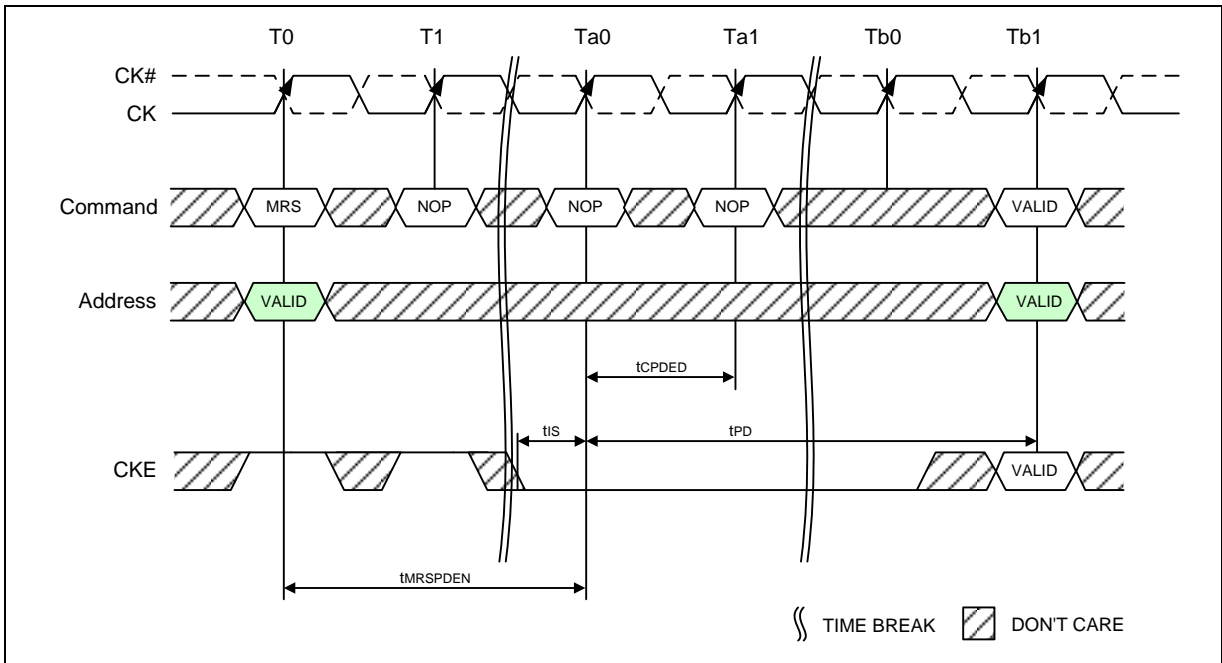 T0 T1 Ta0 Ta1 Tb0 Tb1
CK#
CK
Command MRS NOP NOP NOP VALID
Address VALID VALID
tCPDED
tIS tPD
CKE VALID
tMRSPDEN
TIME BREAK DON'T CARE